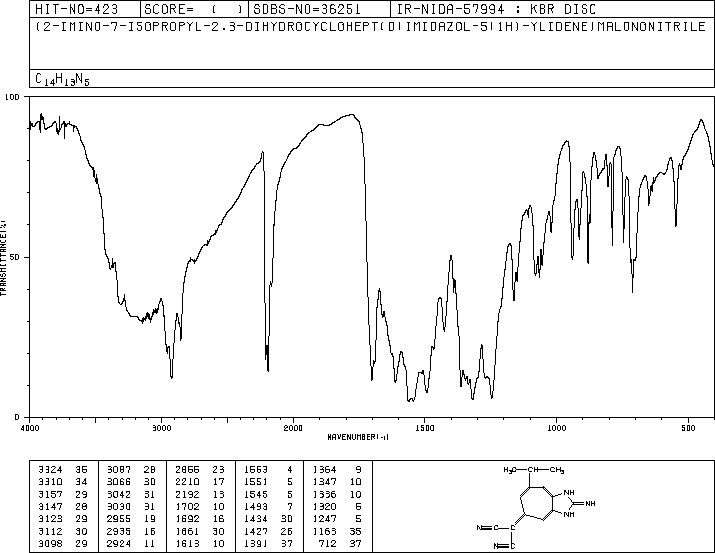 HIT-NO=423 SCORE= ( ) SDBS-NO=36251 IR-NIDA-57994 : KBR DISC
(2-IMINO-7-ISOPROPYL-2,3-DIHYDROCYCLOHEPT(D)IMIDAZOL-5(1H)-YLIDENE)MALONONITRILE
C14H13N5
100
50
0
TRANSMITTANCE(%)
4000 3000 2000 1500 1000 500
WAVENUMBER(-1)
3324 36 3087 28 2866 23 1553 4 1364 9
3310 34 3066 30 2210 17 1551 5 1347 10
3157 29 3042 31 2192 13 1545 5 1336 10
3147 28 3030 31 1702 10 1493 7 1320 5
3123 29 2955 19 1692 16 1434 30 1247 5
3112 30 2935 16 1661 30 1427 26 1163 35
3098 29 2924 11 1613 10 1391 37 712 37
H3C CH3
NH
NH
NH
N C
N C